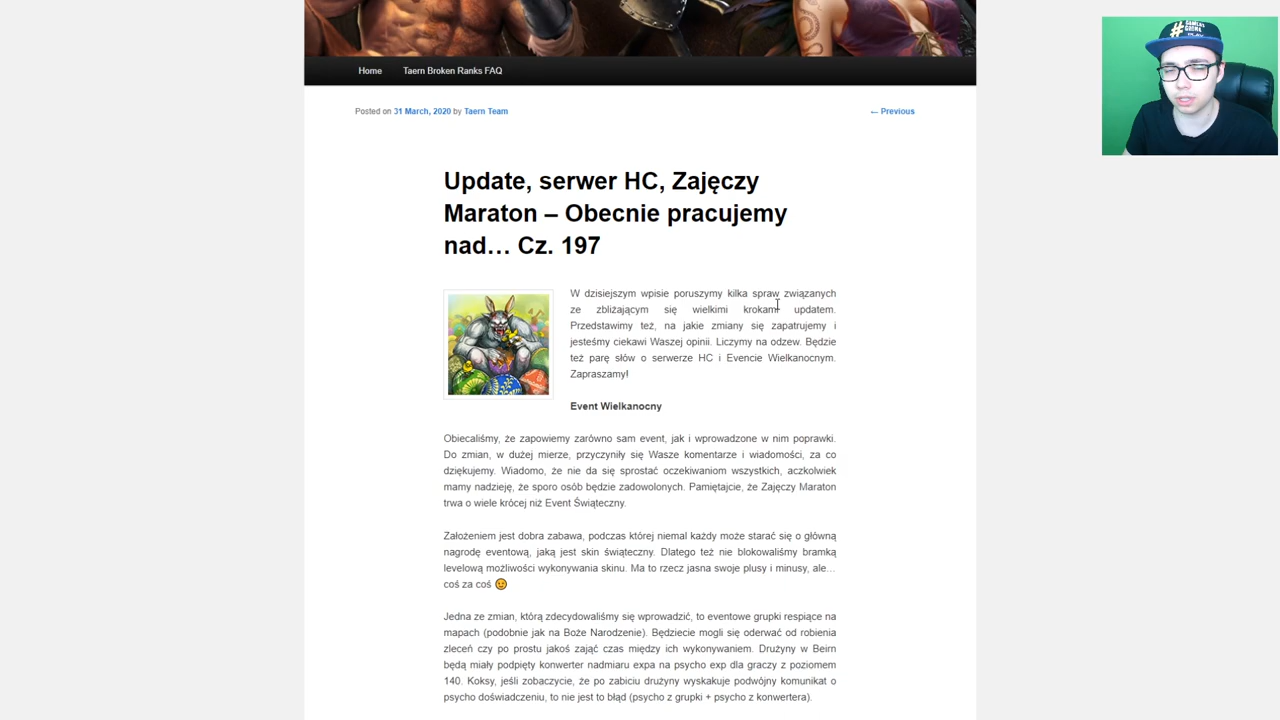 Home Taern Broken Ranks FAQ
Posted on 31 March, 2020 by Taern Team ← Previous
Update, serwer HC, Zajęczy
Maraton – Obecnie pracujemy
nad… Cz. 197
W dzisiejszym wpisie poruszymy kilka spraw związanych
ze zbliżającym się wielkimi krokami updatem.
Przedstawimy też, na jakie zmiany się zapatrujemy i
jesteśmy ciekawi Waszej opinii. Liczymy na odzew. Będzie
też parę słów o serwerze HC i Evencie Wielkanocnym.
Zapraszamy!
Event Wielkanocny
Obiecaliśmy, że zapowiemy zarówno sam event, jak i wprowadzone w nim poprawki.
Do zmian, w dużej mierze, przyczyniły się Wasze komentarze i wiadomości, za co
dziękujemy. Wiadomo, że nie da się sprostać oczekiwaniom wszystkich, aczkolwiek
mamy nadzieję, że sporo osób będzie zadowolonych. Pamiętajcie, że Zajęczy Maraton
trwa o wiele krócej niż Event Świąteczny.
Założeniem jest dobra zabawa, podczas której niemal każdy może starać się o główną
nagrodę eventową, jaką jest skin świąteczny. Dlatego też nie blokowaliśmy bramką
levelową możliwości wykonywania skinu. Ma to rzecz jasna swoje plusy i minusy, ale…
coś za coś 😉
Jedna ze zmian, którą zdecydowaliśmy się wprowadzić, to eventowe grupki respiące na
mapach (podobnie jak na Boże Narodzenie). Będziecie mogli się oderwać od robienia
zleceń czy po prostu jakoś zająć czas między ich wykonywaniem. Drużyny w Beirn
będą miały podpięty konwerter nadmiaru expa na psycho exp dla graczy z poziomem
140. Koksy, jeśli zobaczycie, że po zabiciu drużyny wyskakuje podwójny komunikat o
psycho doświadczeniu, to nie jest to błąd (psycho z grupki + psycho z konwertera).